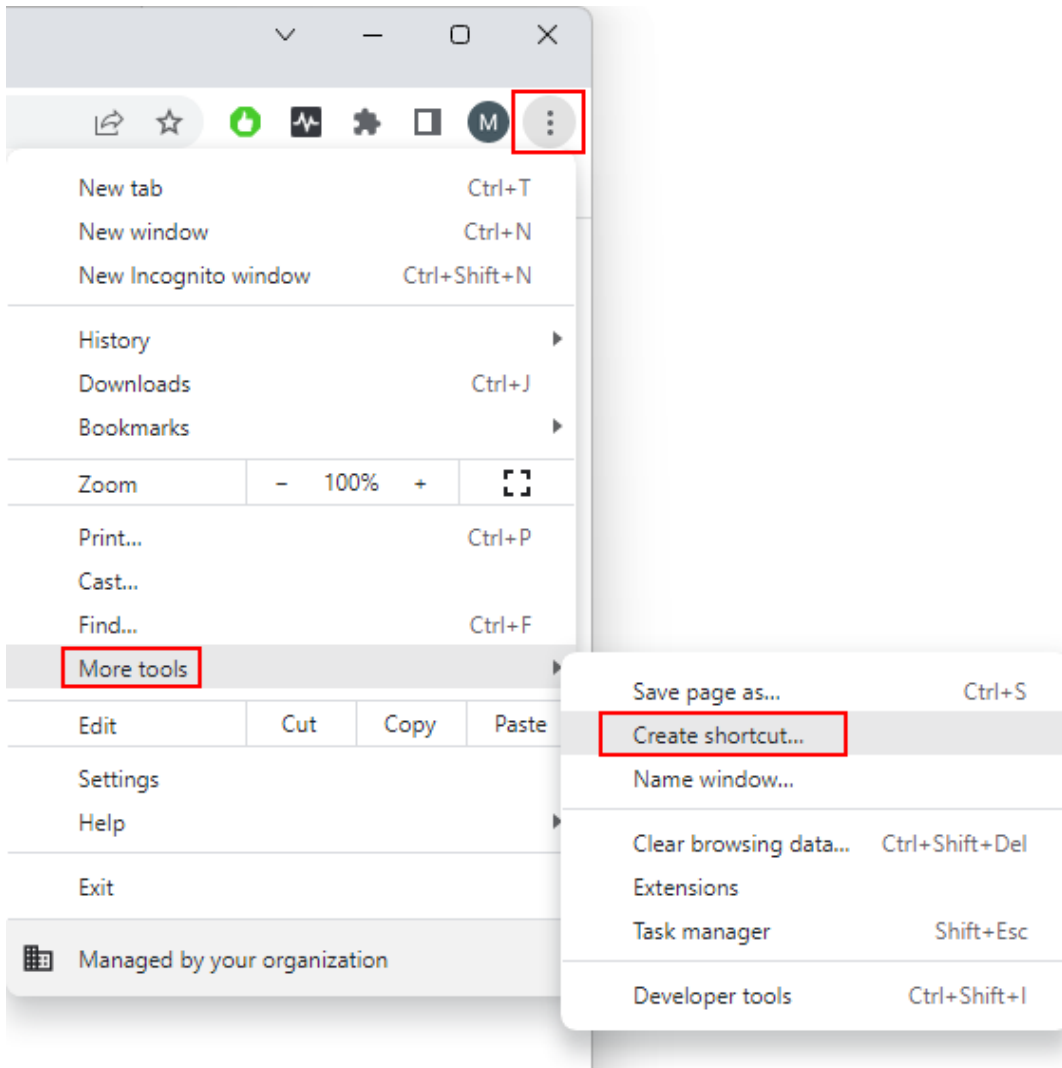 M
New tab Ctrl+T
New window Ctrl+N
New Incognito window Ctrl+Shift+N
History
Downloads Ctrl+J
Bookmarks
Zoom - 100% +
Print... Ctrl+P
Cast...
Find... Ctrl+F
More tools
Edit Cut Copy Paste
Settings
Help
Exit
Managed by your organization
Save page as... Ctrl+S
Create shortcut...
Name window...
Clear browsing data... Ctrl+Shift+Del
Extensions
Task manager Shift+Esc
Developer tools Ctrl+Shift+I